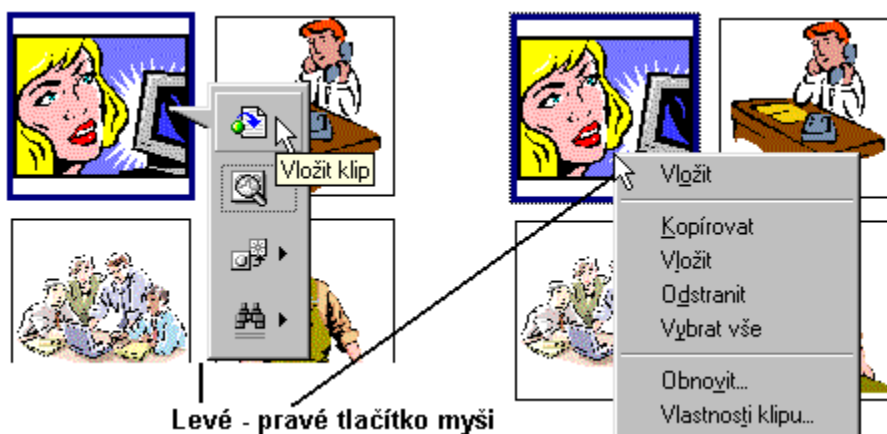 Vložit klip
Vložit
Kopírovat
Vložit
Odstranit
Vybrat vše
Obnovit...
Vlastnosti klipu...
Levé - pravé tlačítko myši